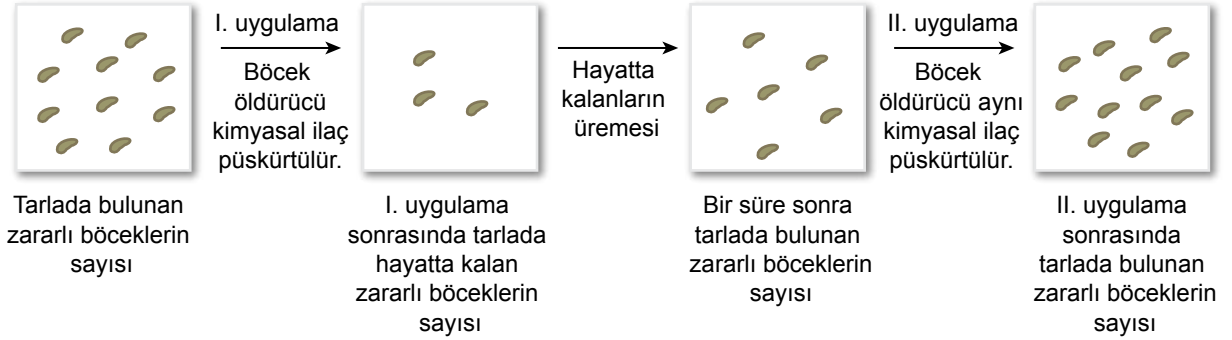 I. uygulama
Böcek
öldürücü
kimyasal ilaç
püskürtülür.
Hayatta
kalanların
üremesi
II. uygulama
Böcek
öldürücü aynı
kimyasal ilaç
püskürtülür.
Tarlada bulunan
zararlı böceklerin
sayısı
I. uygulama
sonrasında tarlada
hayatta kalan
zararlı böceklerin
sayısı
Bir süre sonra
tarlada bulunan
zararlı böceklerin
sayısı
II. uygulama
sonrasında
tarlada bulunan
zararlı böceklerin
sayısı